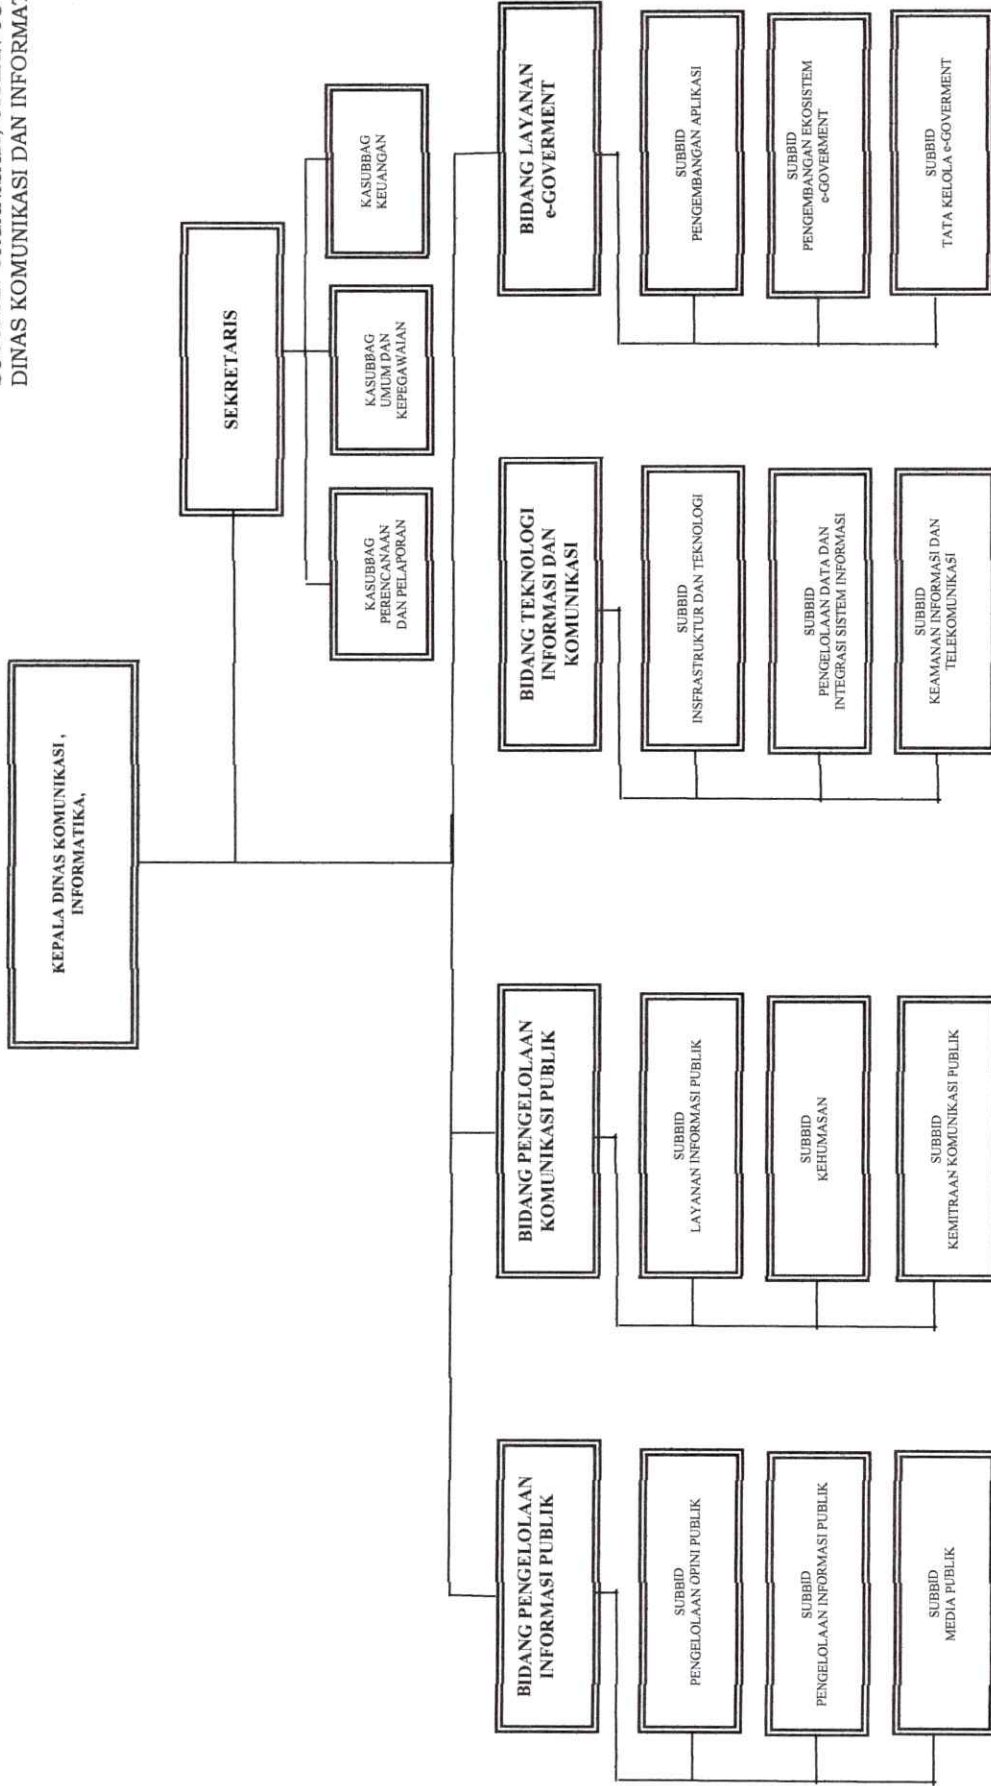 DINAS KOMUNIKASI DAN
KEPALA DINAS KOMUNIKASI ,
INFORMATIKA,
SEKRETARIS
KASUBBAG
PERENCANAAN
DAN PELAPORAN
KASUBBAG
UMUM DAN
KEPEGAWAIAN
KASUBBAG
KEUANGAN
BIDANG PENGELOLAAN
INFORMASI PUBLIK
SUBBID
PENGELOLAAN OPINI PUBLIK
SUBBID
PENGELOLAAN INFORMASI PUBLIK
SUBBID
MEDIA PUBLIK
BIDANG PENGELOLAAN
KOMUNIKASI PUBLIK
SUBBID
LAYANAN INFORMASI PUBLIK
SUBBID
KEHUMASAN
SUBBID
KEMITRAAN KOMUNIKASI PUBLIK
BIDANG TEKNOLOGI
INFORMASI DAN
KOMUNIKASI
SUBBID
INSFRASTRUKTUR DAN TEKNOLOGI
SUBBID
PENGELOLAAN DATA DAN
INTEGRASI SISTEM INFORMASI
SUBBID
KEAMANAN INFORMASI DAN
TELEKOMUNIKASI
BIDANG LAYANAN
e-GOVERMENT
SUBBID
PENGEMBANGAN APLIKASI
SUBBID
PENGEMBANGAN EKOSISTEM
e-GOVERMENT
SUBBID
TATA KELOLA e-GOVERMENT